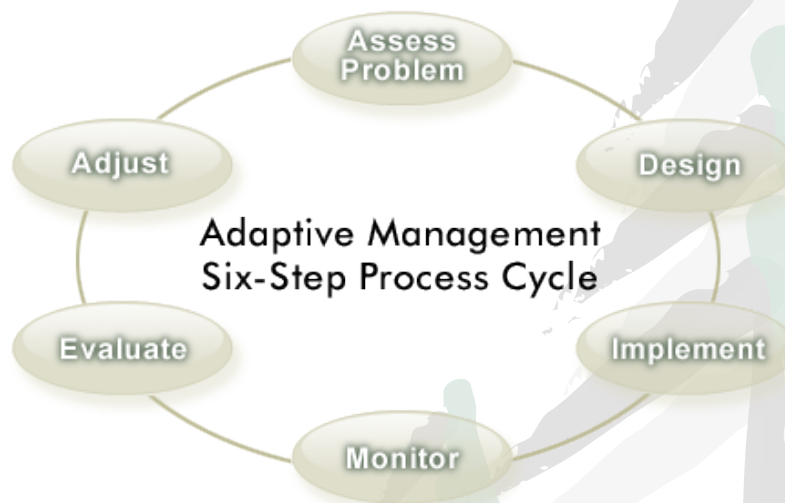 Assess
Problem
Design
Implement
Monitor
Evaluate
Adjust
Adaptive Management
Six-Step Process Cycle